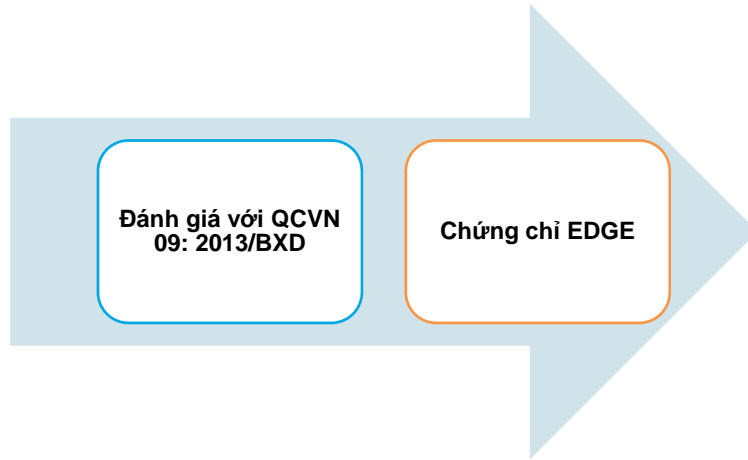 Đánh giá với QCVN
09: 2013/BXD
Chứng chỉ EDGE